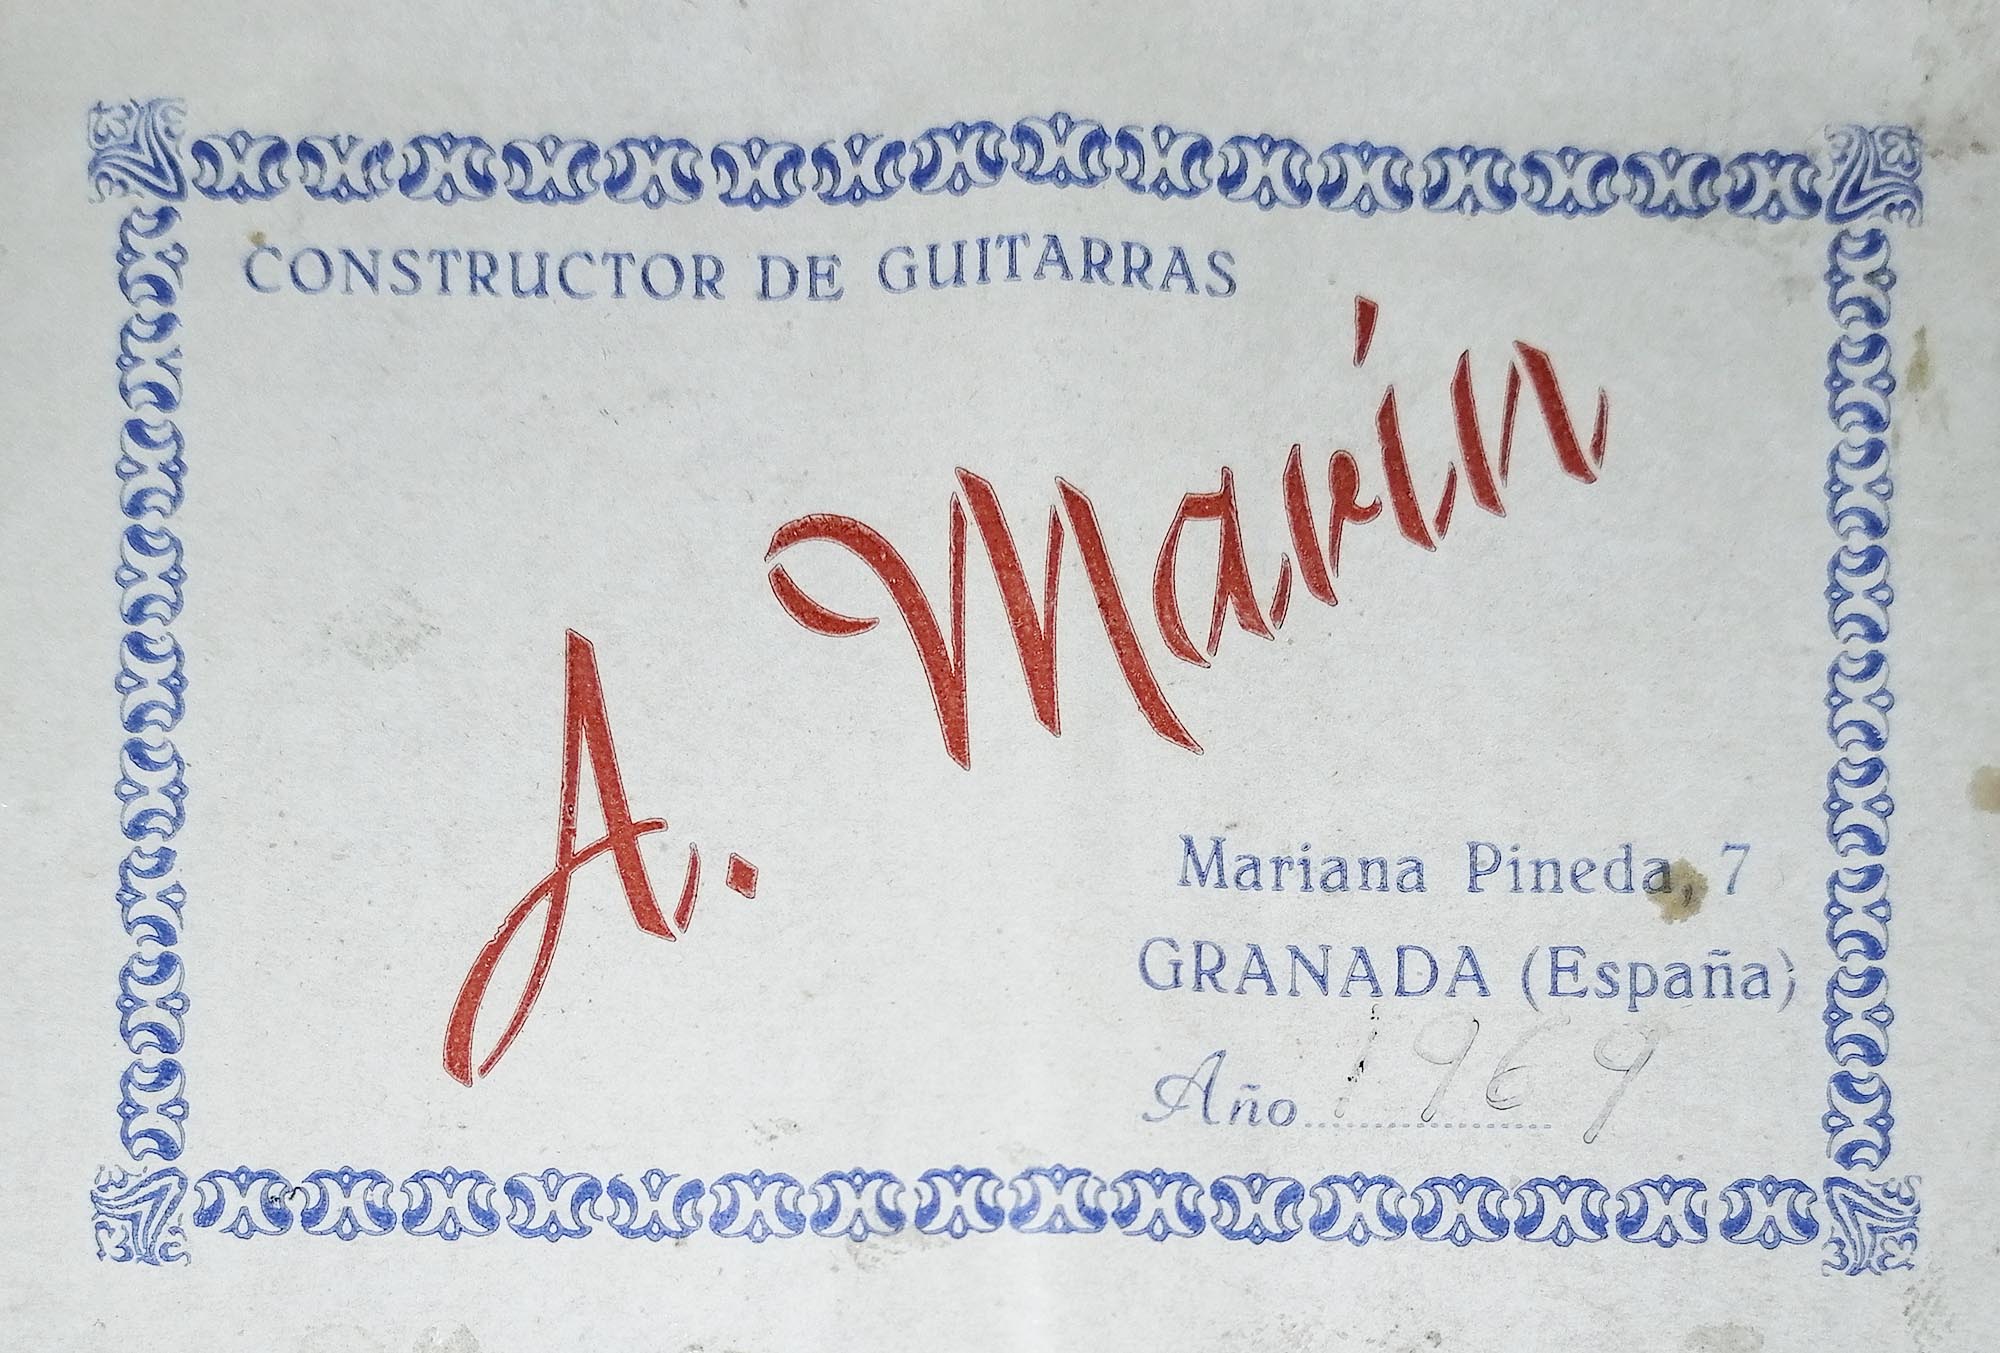 CONSTRUCTOR DE GUITARRAS
A. Marín
Mariana Pineda, 7
GRANADA (España)
Año 1969